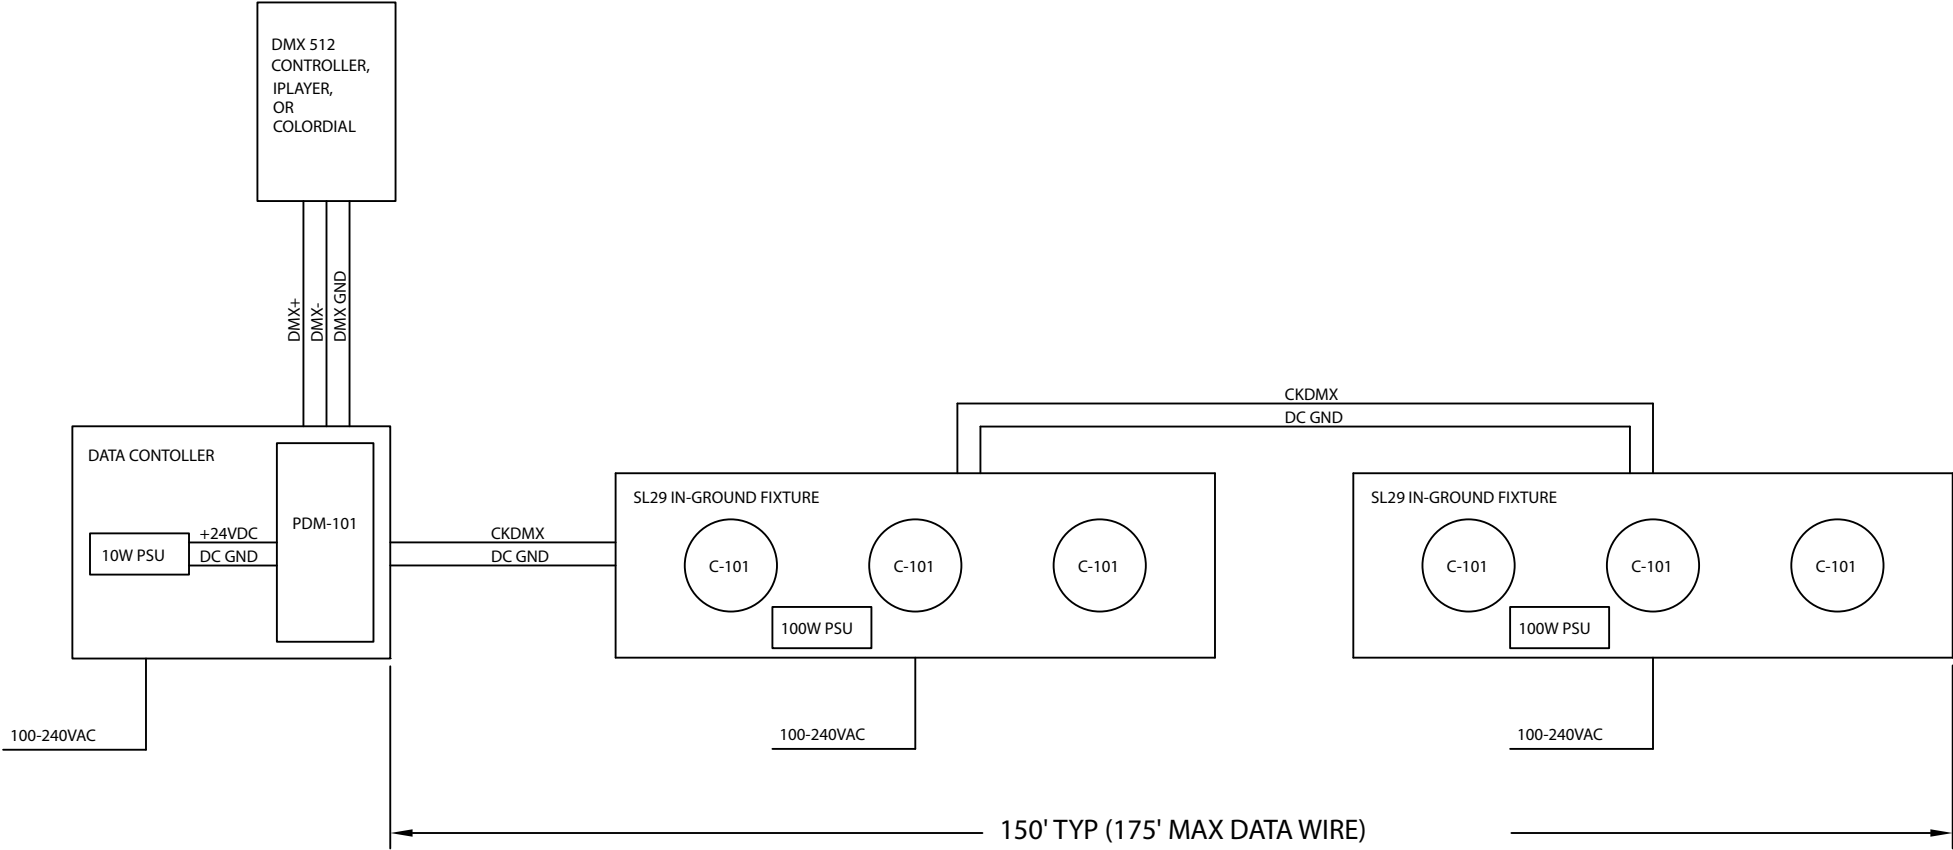 DMX 512
CONTROLLER,
IPLAYER,
OR
COLORDIAL
DMX+
DMX-
DMX GND
DATA CONTOLLER
PDM-101
10W PSU
+24VDC
DC GND
CKDMX
DC GND
SL29 IN-GROUND FIXTURE
C-101
C-101
C-101
100W PSU
CKDMX
DC GND
SL29 IN-GROUND FIXTURE
C-101
C-101
C-101
100W PSU
100-240VAC
100-240VAC
100-240VAC
150' TYP (175' MAX DATA WIRE)